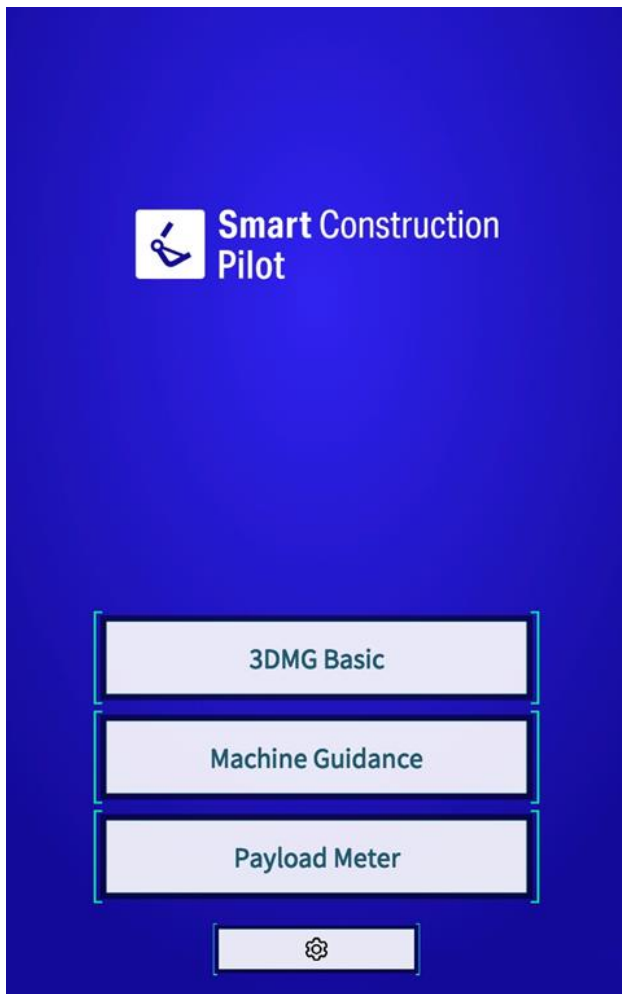 Smart Construction
Pilot
3DMG Basic
Machine Guidance
Payload Meter